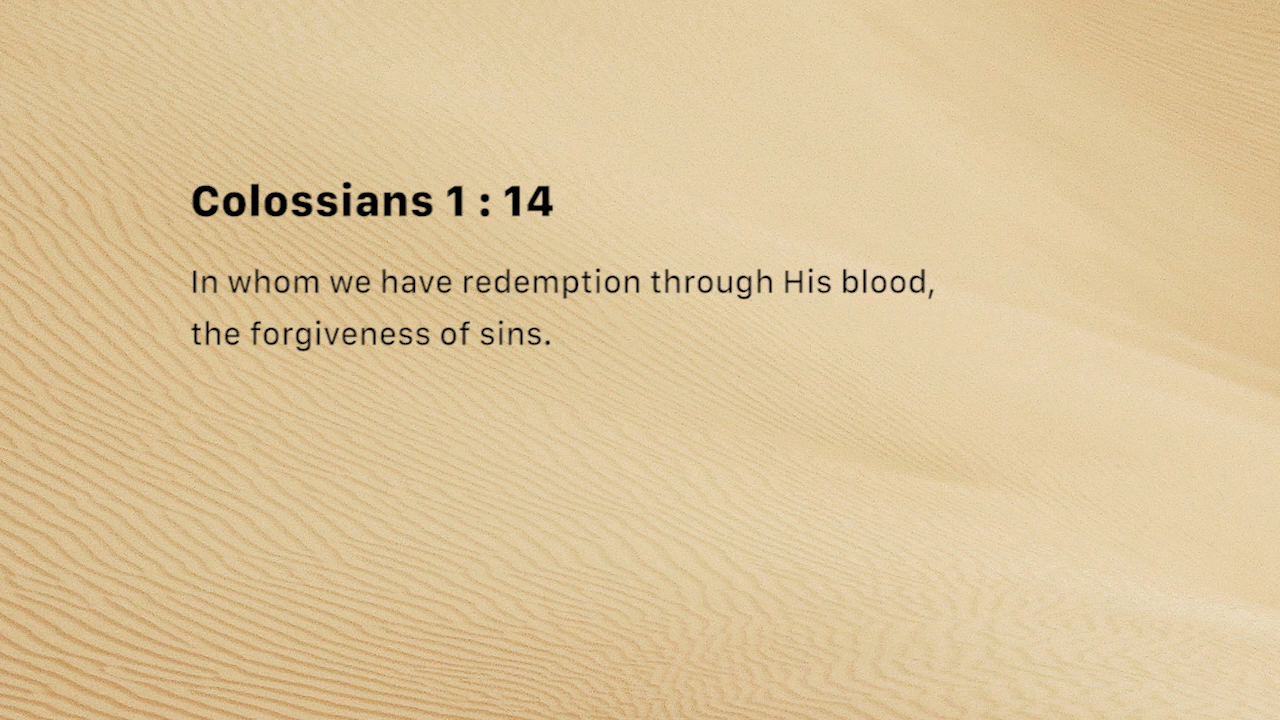 Colossians 1 : 14
In whom we have redemption through His blood,
the forgiveness of sins.